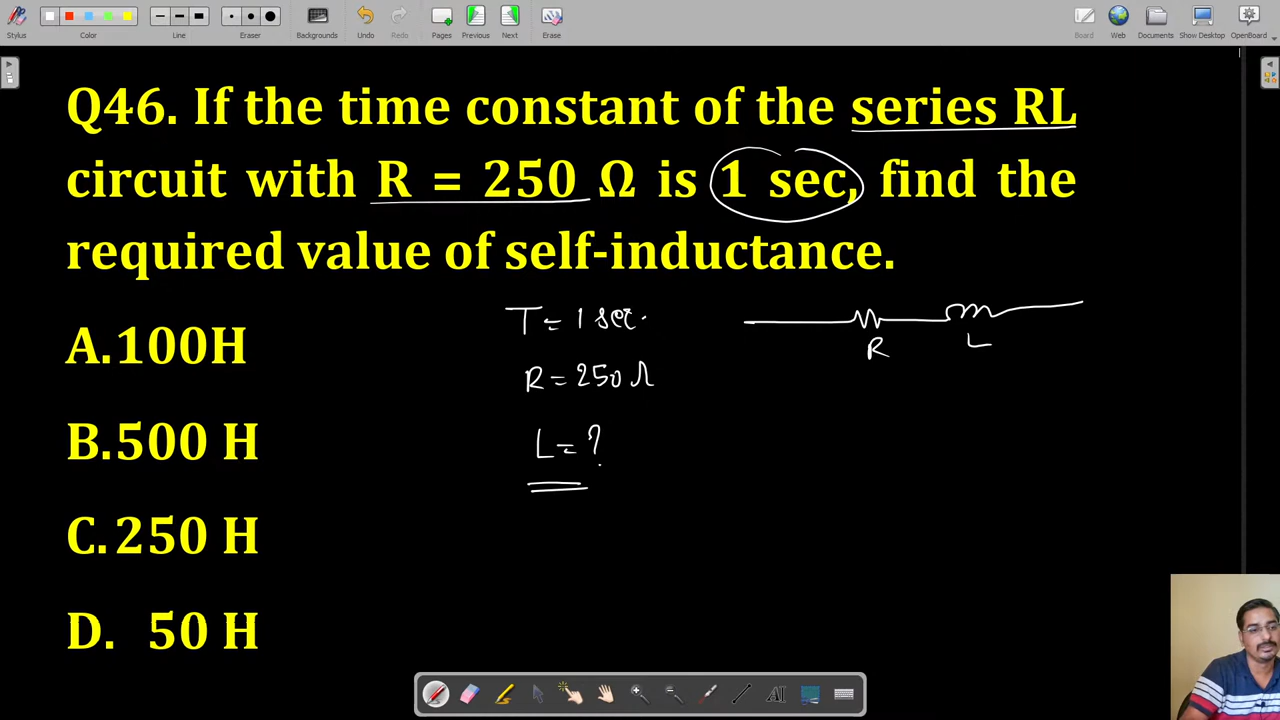 Stylus
Color
Line
Eraser
Backgrounds
Undo
Redo
Pages
Previous
Next
Erase
Board
Web
Documents
Show Desktop
OpenBoard
Q46. If the time constant of the series RL
circuit with R = 250 Ω is 1 sec, find the
required value of self-inductance.
A.100H
B.500 H
C.250 H
D. 50 H
T = 1 sec.
R = 250 Ω
L = ?
R
L
AI